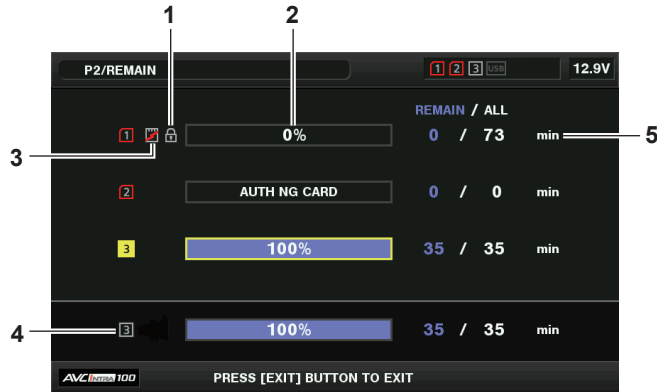 1 2
P2/REMAIN 1 2 3 USB 12.9V
REMAIN / ALL
1 0% 0 / 73 min 5
3
2 AUTH NG CARD 0 / 0 min
3 100% 35 / 35 min
4 3 100% 35 / 35 min
AVC INTRA 100 PRESS [EXIT] BUTTON TO EXIT